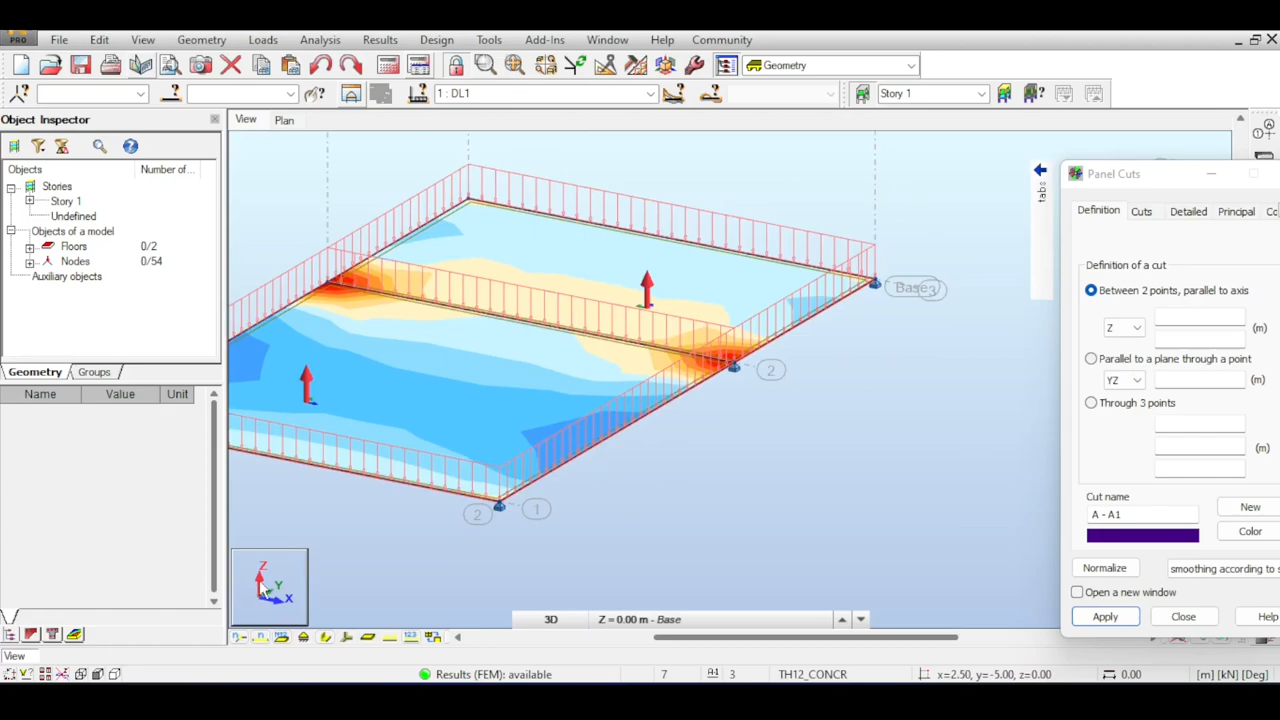 PRO File Edit View Geometry Loads Analysis Results Design Tools Add-Ins Window Help Community
Geometry
1 : DL1
Story 1
Object Inspector
View Plan
Objects Number of...
Stories
Story 1
Undefined
Objects of a model
Floors 0/2
Nodes 0/54
Auxiliary objects
Geometry Groups
Name Value Unit
Base
3
2
2
1
Z
Y
X
3D Z = 0.00 m - Base
tabs
Panel Cuts
Definition Cuts Detailed Principal Co
Definition of a cut
Between 2 points, parallel to axis
Z (m)
Parallel to a plane through a point
YZ (m)
Through 3 points
(m)
Cut name
A - A1 New
Color
Normalize smoothing according to s
Open a new window
Apply Close Help
View
Results (FEM): available 7 3 TH12_CONCR x=2.50, y=-5.00, z=0.00 0.00 [m] [kN] [Deg]